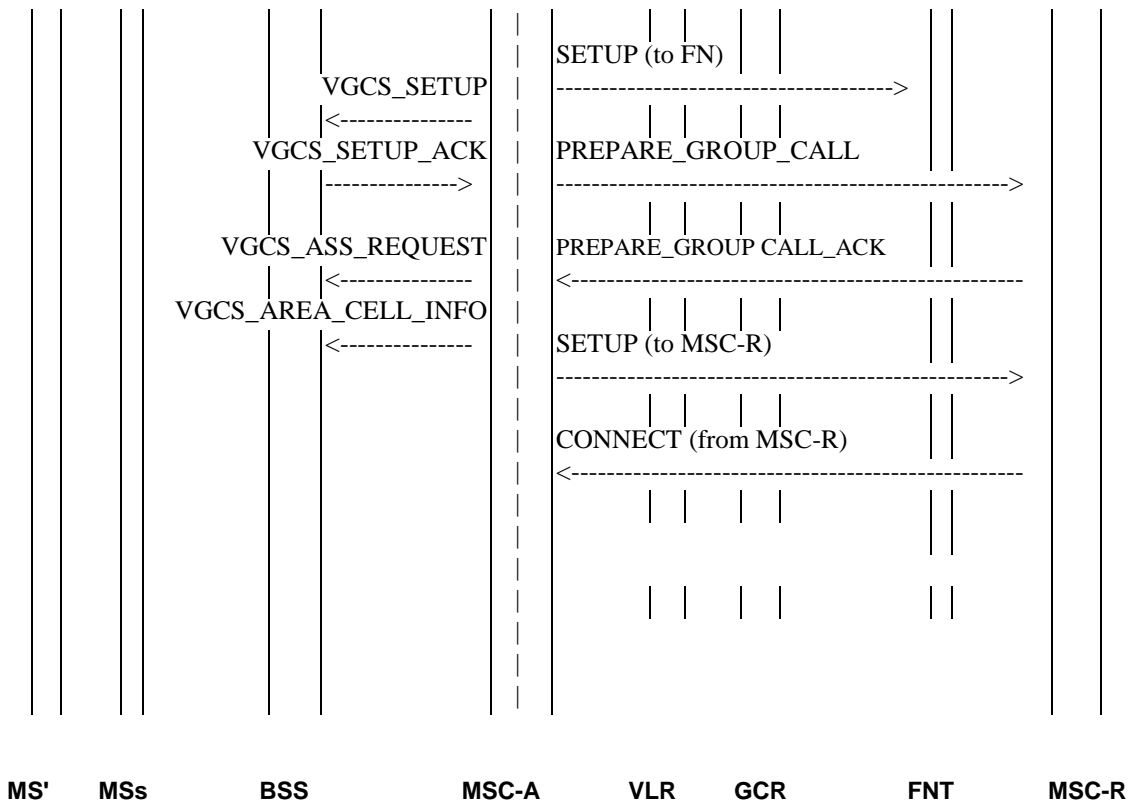 SETUP (to FN)
VGCS_SETUP
VGCS_SETUP_ACK
PREPARE_GROUP_CALL
VGCS_ASS_REQUEST
PREPARE_GROUP CALL_ACK
VGCS_AREA_CELL_INFO
SETUP (to MSC-R)
CONNECT (from MSC-R)
MS' MSs BSS MSC-A VLR GCR FNT MSC-R